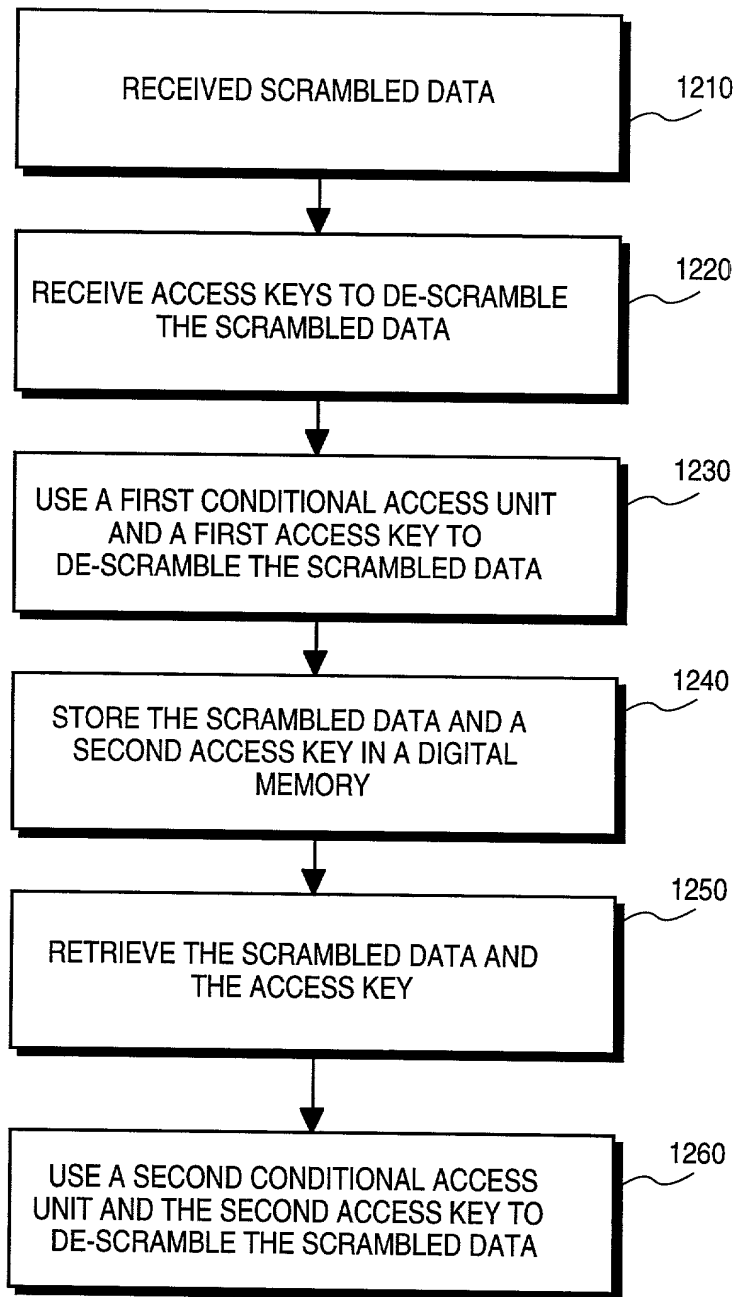 RECEIVED SCRAMBLED DATA
1210
RECEIVE ACCESS KEYS TO DE-SCRAMBLE
THE SCRAMBLED DATA
1220
USE A FIRST CONDITIONAL ACCESS UNIT
AND A FIRST ACCESS KEY TO
DE-SCRAMBLE THE SCRAMBLED DATA
1230
STORE THE SCRAMBLED DATA AND A
SECOND ACCESS KEY IN A DIGITAL
MEMORY
1240
RETRIEVE THE SCRAMBLED DATA AND
THE ACCESS KEY
1250
USE A SECOND CONDITIONAL ACCESS
UNIT AND THE SECOND ACCESS KEY TO
DE-SCRAMBLE THE SCRAMBLED DATA
1260